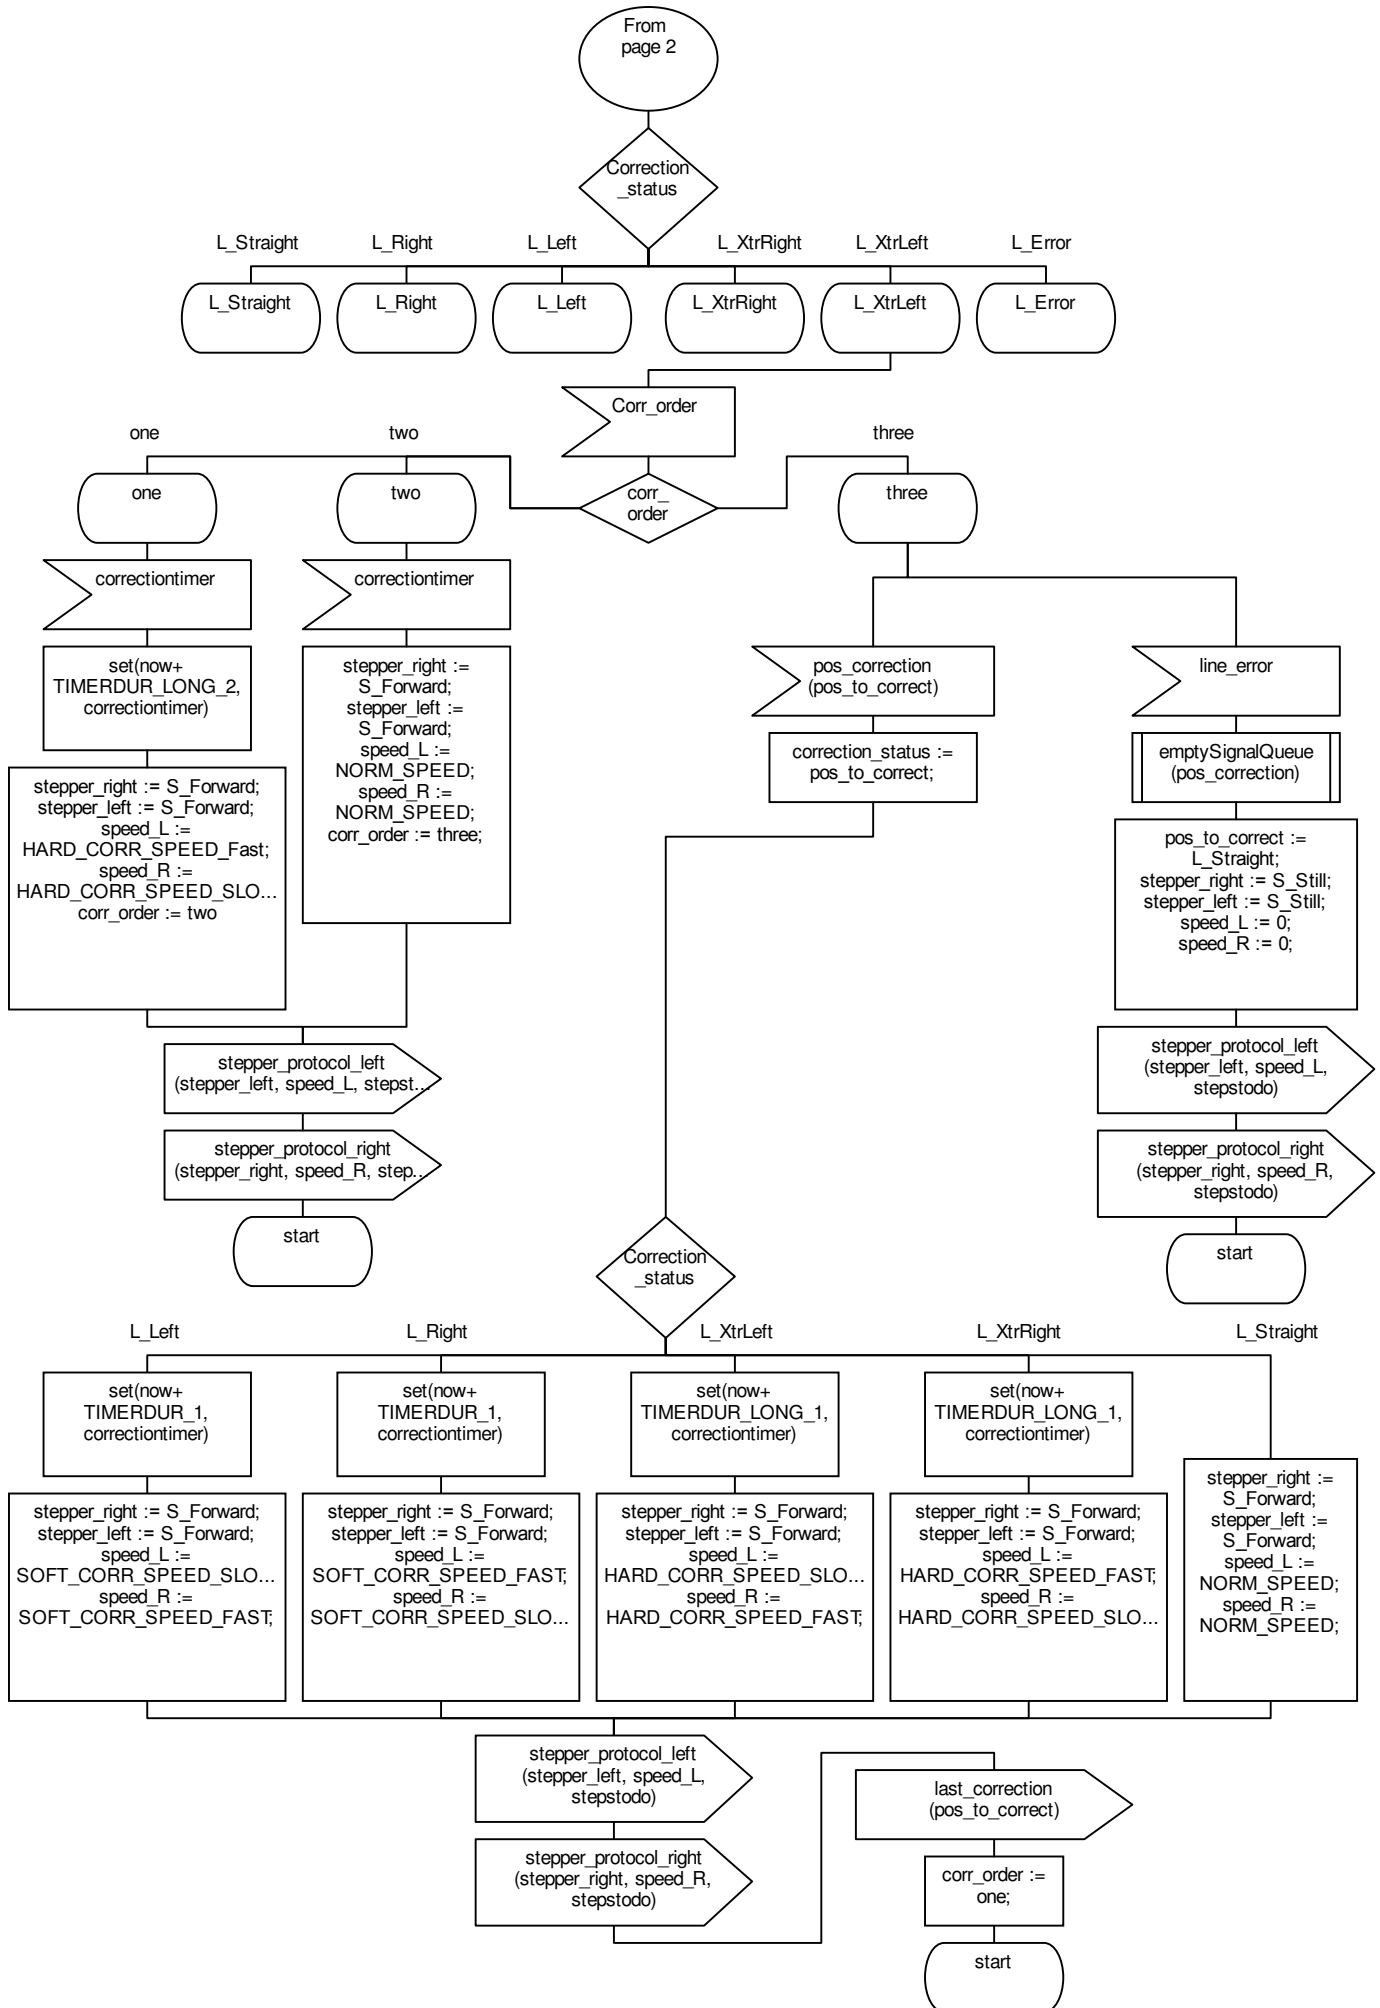 From
page 2
Correction
_status
L_Straight
L_Right
L_Left
L_XtrRight
L_XtrLeft
L_Error
L_Straight
L_Right
L_Left
L_XtrRight
L_XtrLeft
L_Error
Corr_order
one
two
three
one
two
corr_
order
three
correctiontimer
correctiontimer
set(now+
TIMERDUR_LONG_2,
correctiontimer)
stepper_right := S_Forward;
stepper_left := S_Forward;
speed_L :=
HARD_CORR_SPEED_Fast;
speed_R :=
HARD_CORR_SPEED_SLO...
corr_order := two
stepper_right :=
S_Forward;
stepper_left :=
S_Forward;
speed_L :=
NORM_SPEED;
speed_R :=
NORM_SPEED;
corr_order := three;
stepper_protocol_left
(stepper_left, speed_L, stepst...
stepper_protocol_right
(stepper_right, speed_R, step...
start
pos_correction
(pos_to_correct)
correction_status :=
pos_to_correct;
line_error
emptySignalQueue
(pos_correction)
pos_to_correct :=
L_Straight;
stepper_right := S_Still;
stepper_left := S_Still;
speed_L := 0;
speed_R := 0;
stepper_protocol_left
(stepper_left, speed_L,
stepstodo)
stepper_protocol_right
(stepper_right, speed_R,
stepstodo)
start
Correction
_status
L_Left
L_Right
L_XtrLeft
L_XtrRight
L_Straight
set(now+
TIMERDUR_1,
correctiontimer)
set(now+
TIMERDUR_1,
correctiontimer)
set(now+
TIMERDUR_LONG_1,
correctiontimer)
set(now+
TIMERDUR_LONG_1,
correctiontimer)
stepper_right := S_Forward;
stepper_left := S_Forward;
speed_L :=
SOFT_CORR_SPEED_SLO...
speed_R :=
SOFT_CORR_SPEED_FAST;
stepper_right := S_Forward;
stepper_left := S_Forward;
speed_L :=
SOFT_CORR_SPEED_FAST;
speed_R :=
SOFT_CORR_SPEED_SLO...
stepper_right := S_Forward;
stepper_left := S_Forward;
speed_L :=
HARD_CORR_SPEED_SLO...
speed_R :=
HARD_CORR_SPEED_FAST;
stepper_right := S_Forward;
stepper_left := S_Forward;
speed_L :=
HARD_CORR_SPEED_FAST;
speed_R :=
HARD_CORR_SPEED_SLO...
stepper_right :=
S_Forward;
stepper_left :=
S_Forward;
speed_L :=
NORM_SPEED;
speed_R :=
NORM_SPEED;
stepper_protocol_left
(stepper_left, speed_L,
stepstodo)
stepper_protocol_right
(stepper_right, speed_R,
stepstodo)
last_correction
(pos_to_correct)
corr_order :=
one;
start